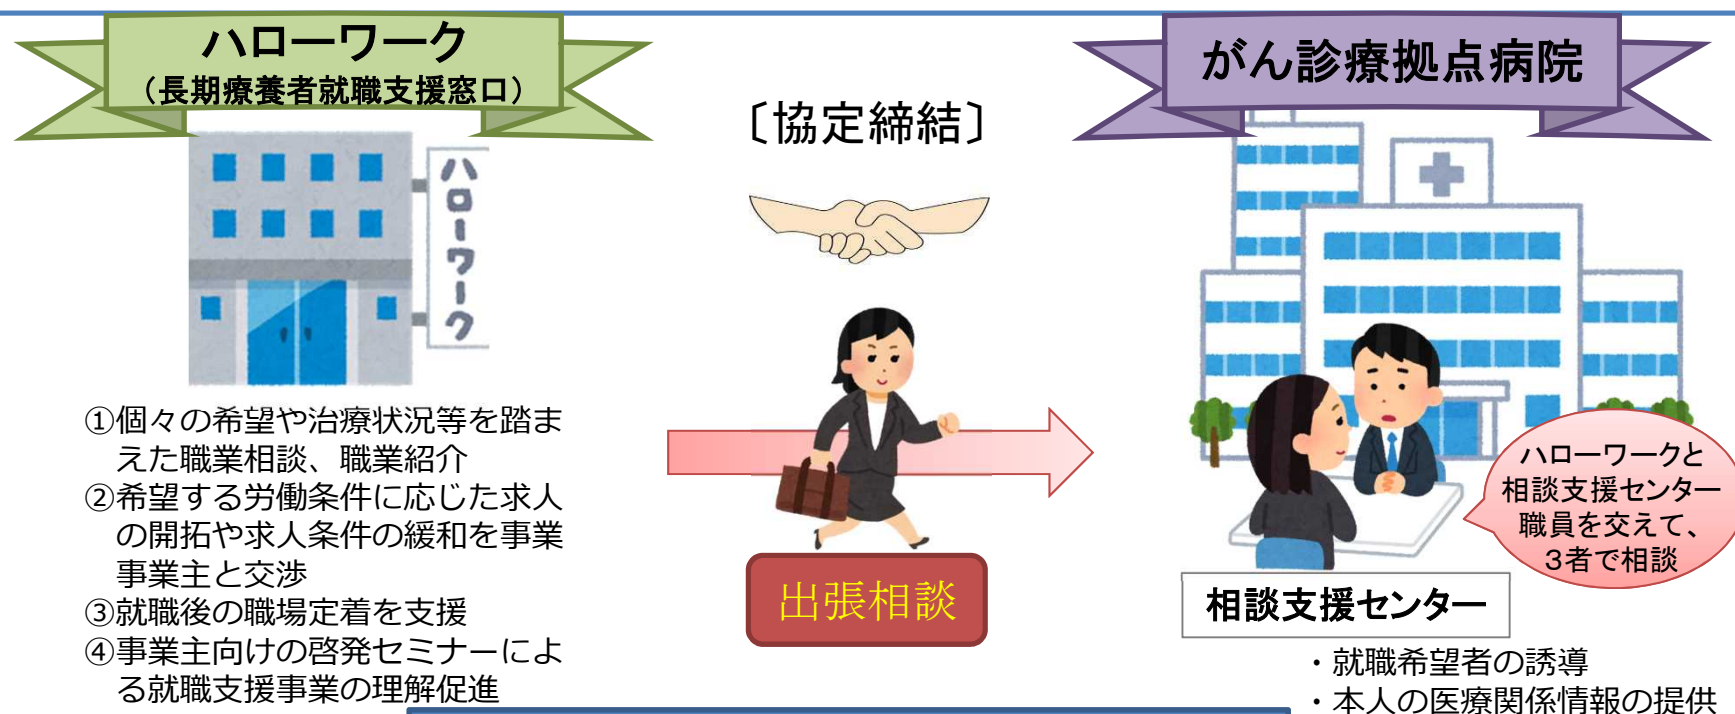 ハローワーク
（長期療養者就職支援窓口）
〔協定締結〕
がん診療拠点病院
ハローワーク
①個々の希望や治療状況等を踏ま
えた職業相談、職業紹介
②希望する労働条件に応じた求人
の開拓や求人条件の緩和を事業
事業主と交渉
③就職後の職場定着を支援
④事業主向けの啓発セミナーによ
る就職支援事業の理解促進
出張相談
ハローワークと
相談支援センター
職員を交えて、
３者で相談
相談支援センター
・就職希望者の誘導
・本人の医療関係情報の提供